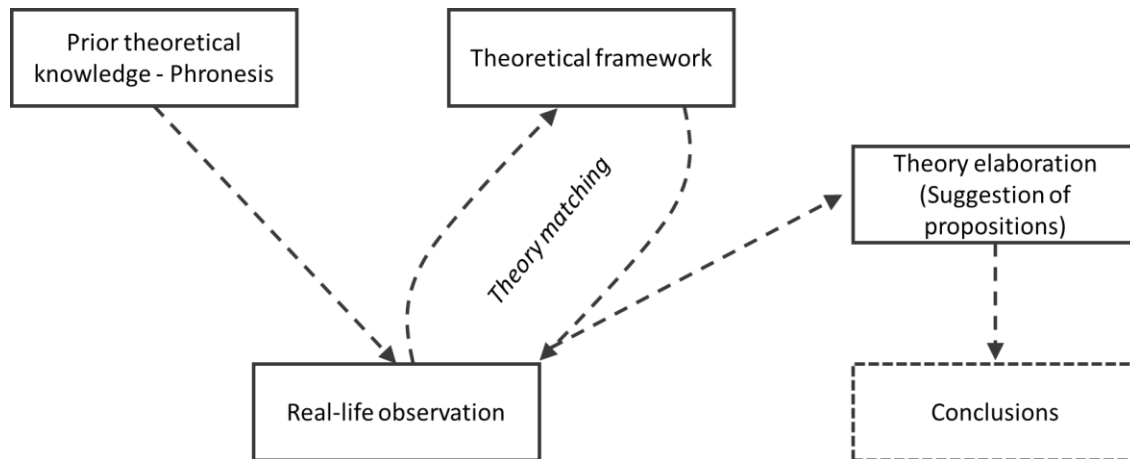 Prior theoretical
knowledge - Phronesis
Theoretical framework
Theory matching
Theory elaboration
(Suggestion of
propositions)
Real-life observation
Conclusions